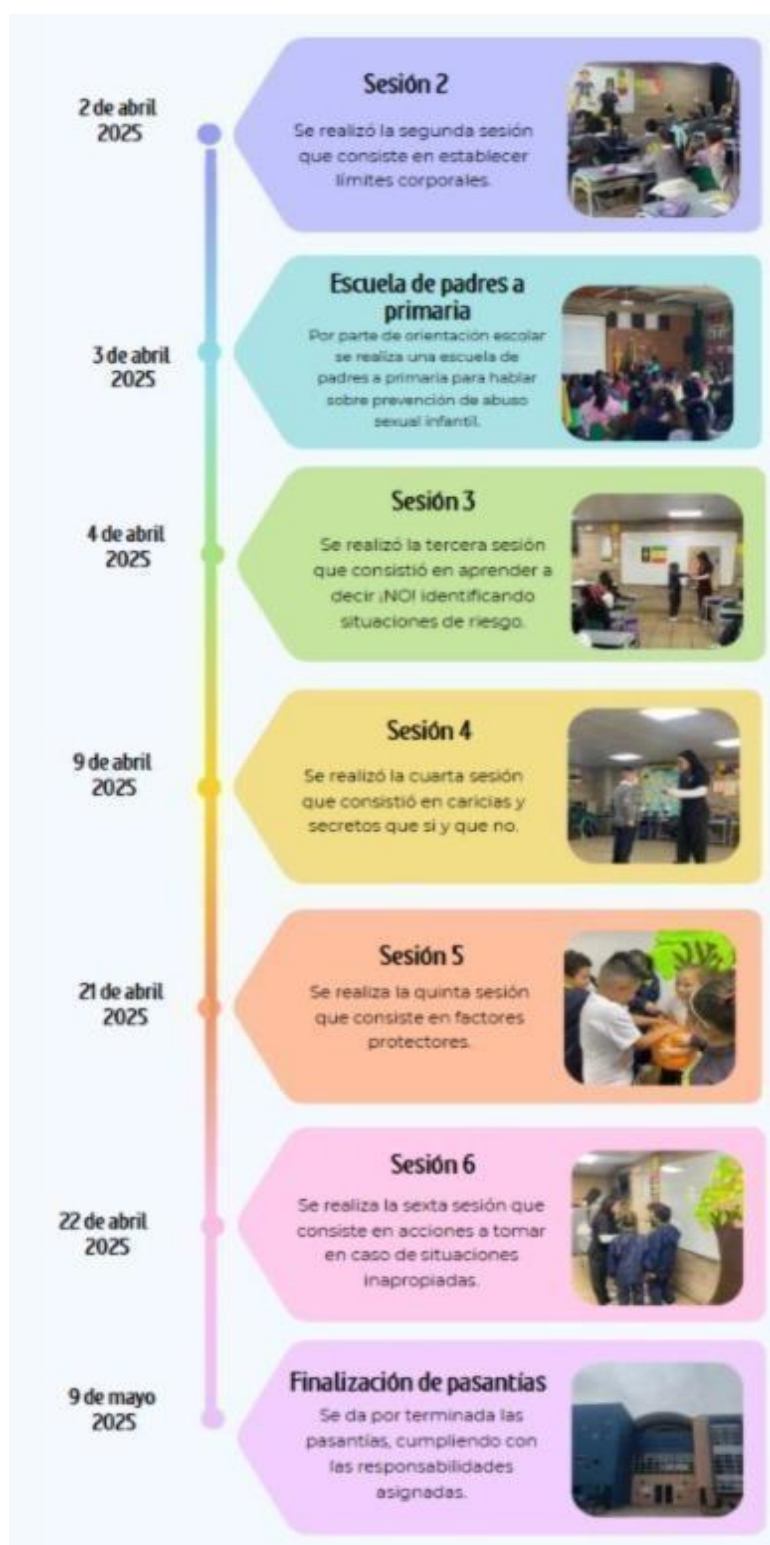 2 de abril
2025
Sesión 2
Se realizó la segunda sesión
que consiste en establecer
límites corporales.
3 de abril
2025
Escuela de padres a
primaria
Por parte de orientación escolar
se realiza una escuela de
padres a primaria para hablar
sobre prevención de abuso
sexual infantil.
4 de abril
2025
Sesión 3
Se realizó la tercera sesión
que consistió en aprender a
decir ¡NO! identificando
situaciones de riesgo.
9 de abril
2025
Sesión 4
Se realizó la cuarta sesión
que consistió en caricias y
secretos que si y que no.
21 de abril
2025
Sesión 5
Se realiza la quinta sesión
que consiste en factores
protectores.
22 de abril
2025
Sesión 6
Se realiza la sexta sesión que
consiste en acciones a tomar
en caso de situaciones
inapropiadas.
9 de mayo
2025
Finalización de pasantías
Se da por terminada las
pasantías, cumpliendo con
las responsabilidades
asignadas.